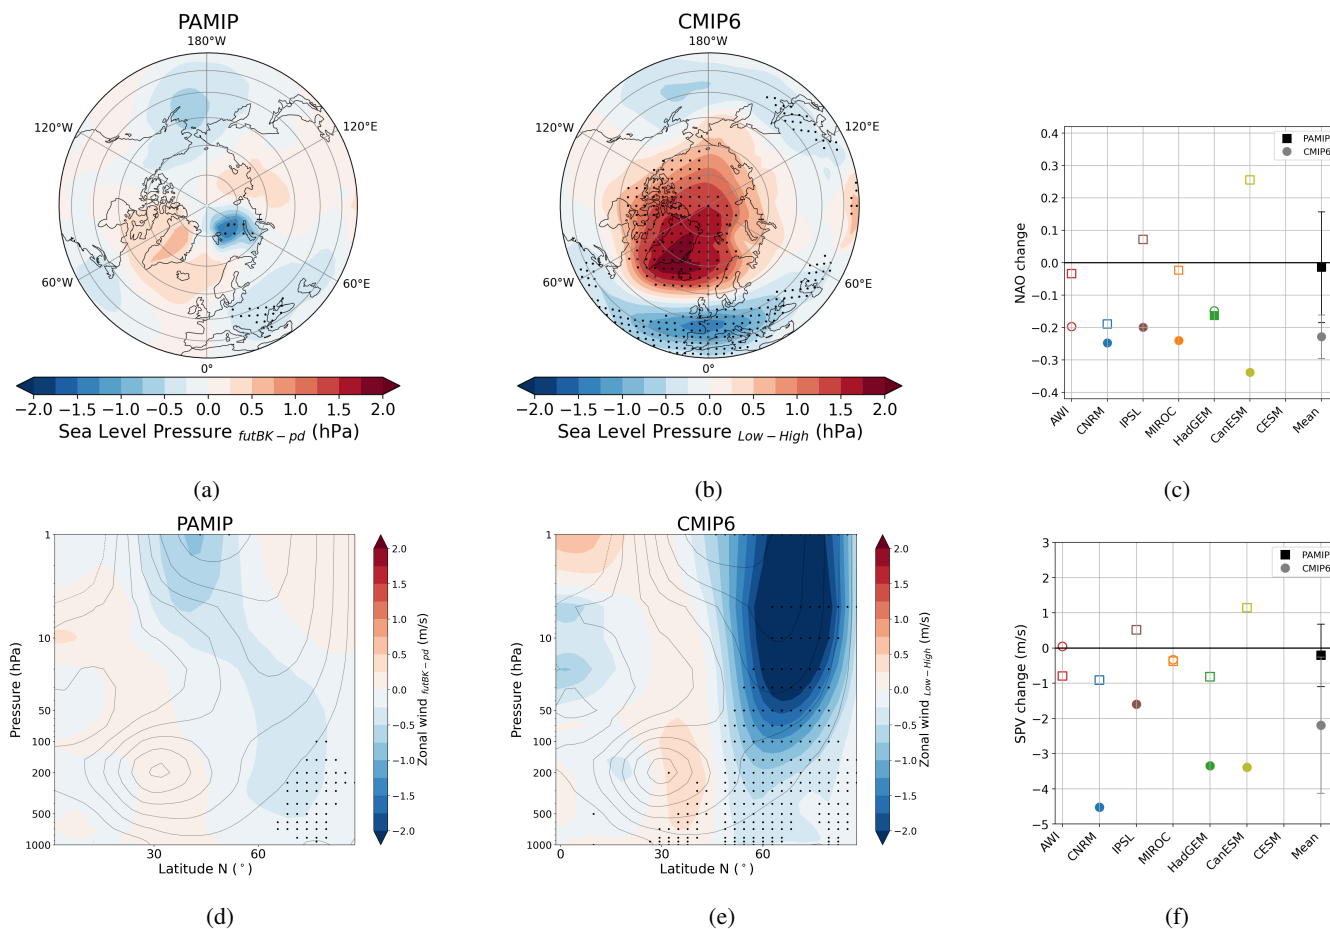 PAMIP
180°W
120°W
120°E
60°W
60°E
0°
−2.0 −1.5 −1.0 −0.5 0.0 0.5 1.0 1.5 2.0
Sea Level Pressure futBK−pd (hPa)
(a)
CMIP6
180°W
120°W
120°E
60°W
60°E
0°
−2.0 −1.5 −1.0 −0.5 0.0 0.5 1.0 1.5 2.0
Sea Level Pressure Low−High (hPa)
(b)
PAMIP
CMIP6
0.4
0.3
0.2
0.1
0.0
−0.1
−0.2
−0.3
−0.4
NAO change
AWI
CNRM
IPSL
MIROC
HadGEM
CanESM
CESM
Mean
(c)
PAMIP
1
10
50
100
200
500
1000
Pressure (hPa)
30 60
Latitude N (°)
2.0
1.5
1.0
0.5
0.0
−0.5
−1.0
−1.5
−2.0
Zonal wind futBK−pd (m/s)
(d)
CMIP6
1
10
50
100
200
500
1000
Pressure (hPa)
0 30 60
Latitude N (°)
2.0
1.5
1.0
0.5
0.0
−0.5
−1.0
−1.5
−2.0
Zonal wind Low−High (m/s)
(e)
PAMIP
CMIP6
3
2
1
0
−1
−2
−3
−4
−5
SPV change (m/s)
AWI
CNRM
IPSL
MIROC
HadGEM
CanESM
CESM
Mean
(f)